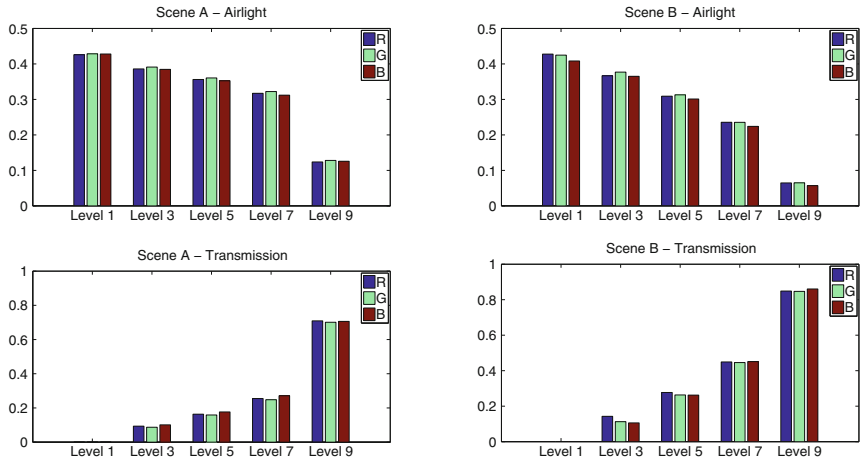 Scene A – Airlight
0.5
0.4
0.3
0.2
0.1
0
R
G
B
Level 1 Level 3 Level 5 Level 7 Level 9
Scene B – Airlight
0.5
0.4
0.3
0.2
0.1
0
R
G
B
Level 1 Level 3 Level 5 Level 7 Level 9
Scene A – Transmission
1
0.8
0.6
0.4
0.2
0
R
G
B
Level 1 Level 3 Level 5 Level 7 Level 9
Scene B – Transmission
1
0.8
0.6
0.4
0.2
0
R
G
B
Level 1 Level 3 Level 5 Level 7 Level 9